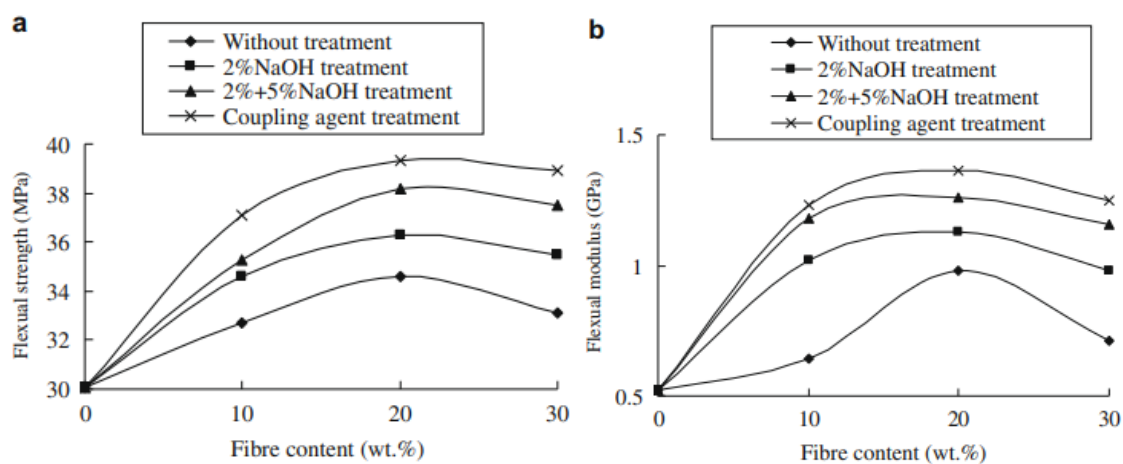 a
Without treatment
2%NaOH treatment
2%+5%NaOH treatment
Coupling agent treatment
Flexual strength (MPa)
40
38
36
34
32
30
0
10
20
30
Fibre content (wt.%)
b
Without treatment
2%NaOH treatment
2%+5%NaOH treatment
Coupling agent treatment
Flexual modulus (GPa)
1.5
1
0.5
0
10
20
30
Fibre content (wt.%)